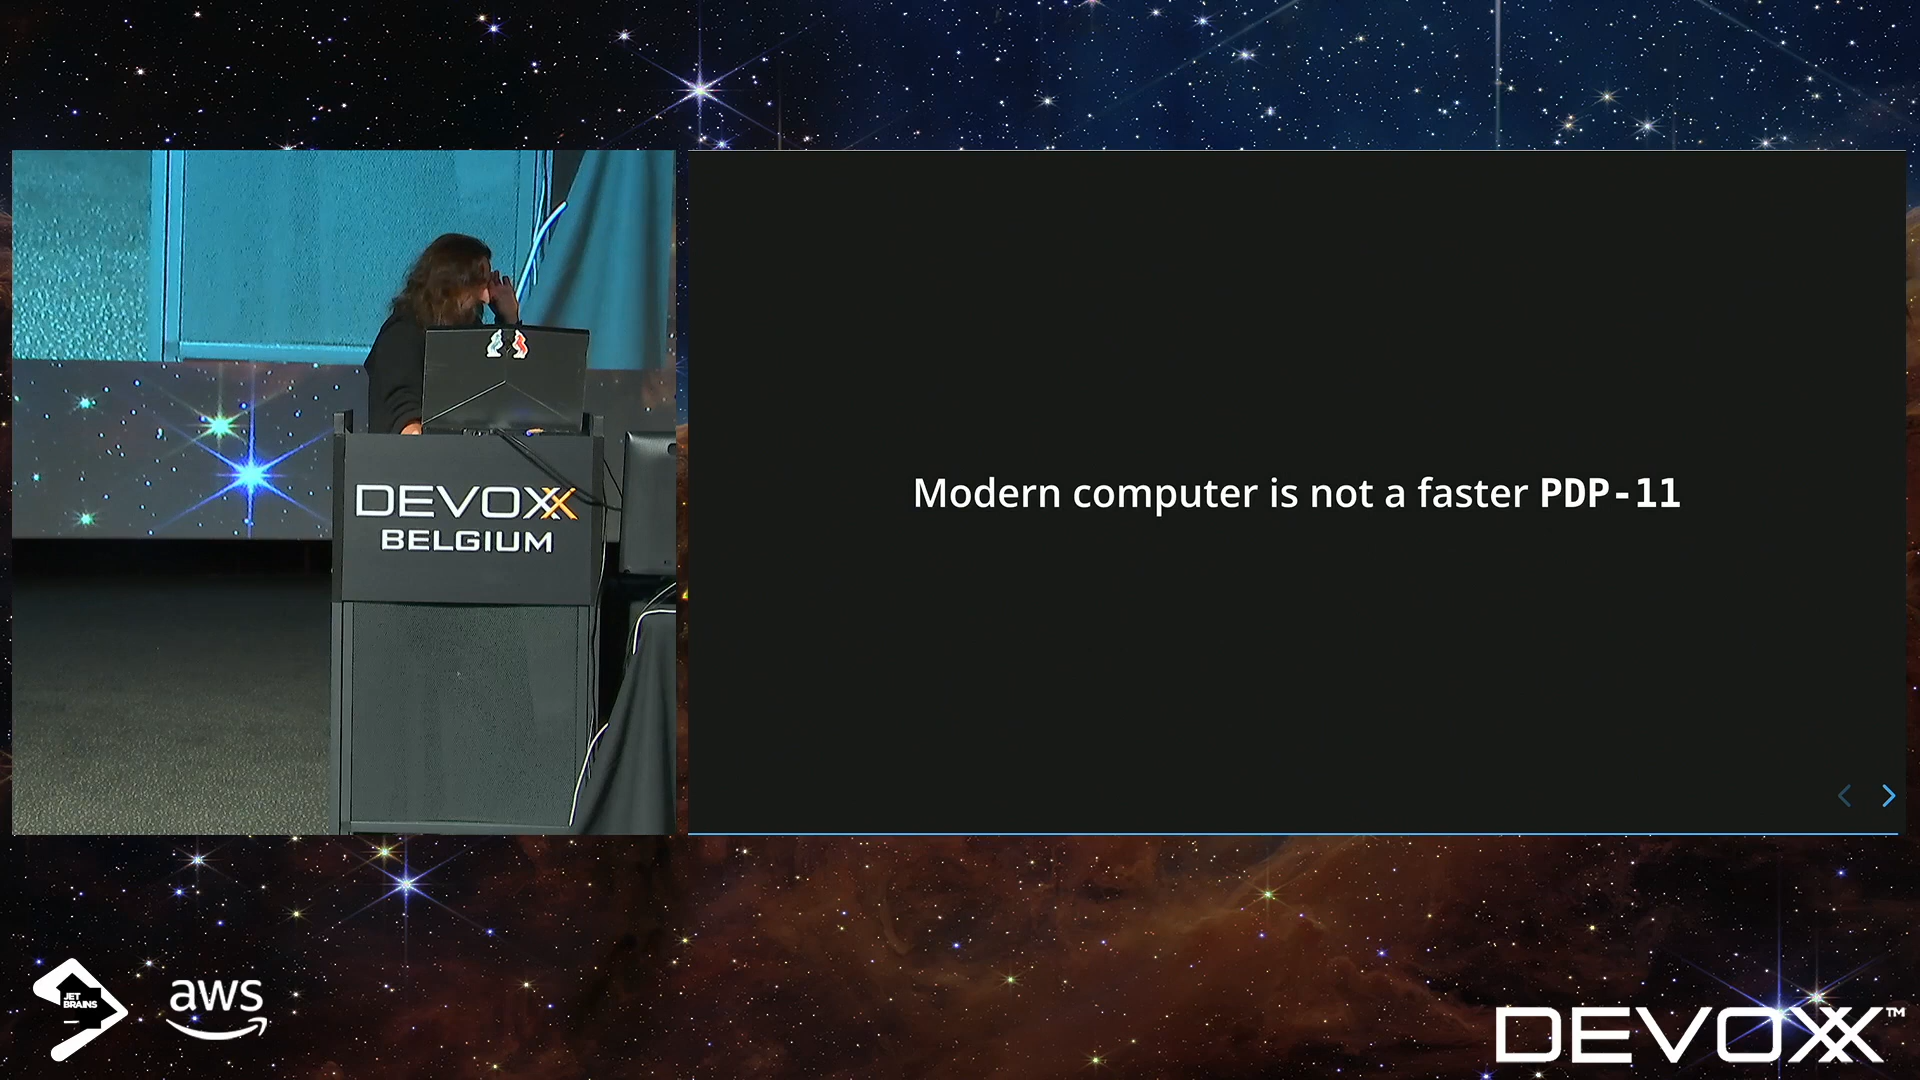 DEVOXX
BELGIUM
Modern computer is not a faster PDP-11
JET
BRAINS
aws
DEVOXX™